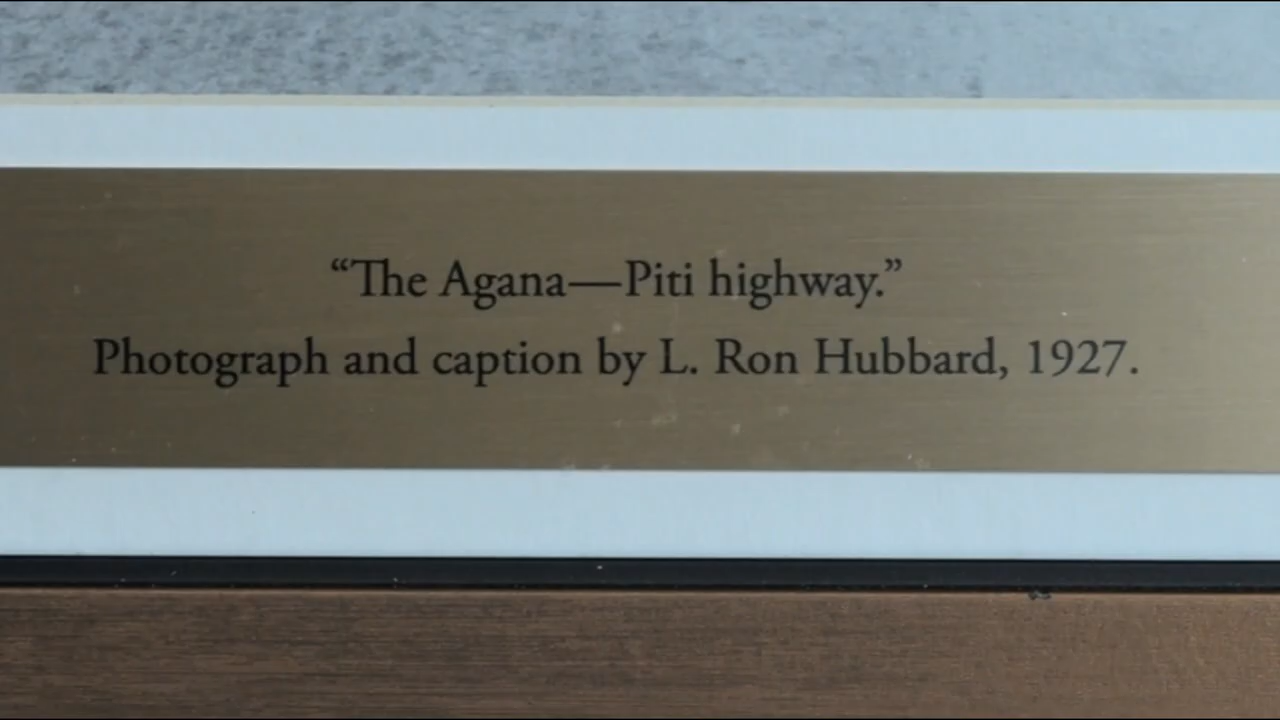 “The Agana—Piti highway.”
Photograph and caption by L. Ron Hubbard, 1927.